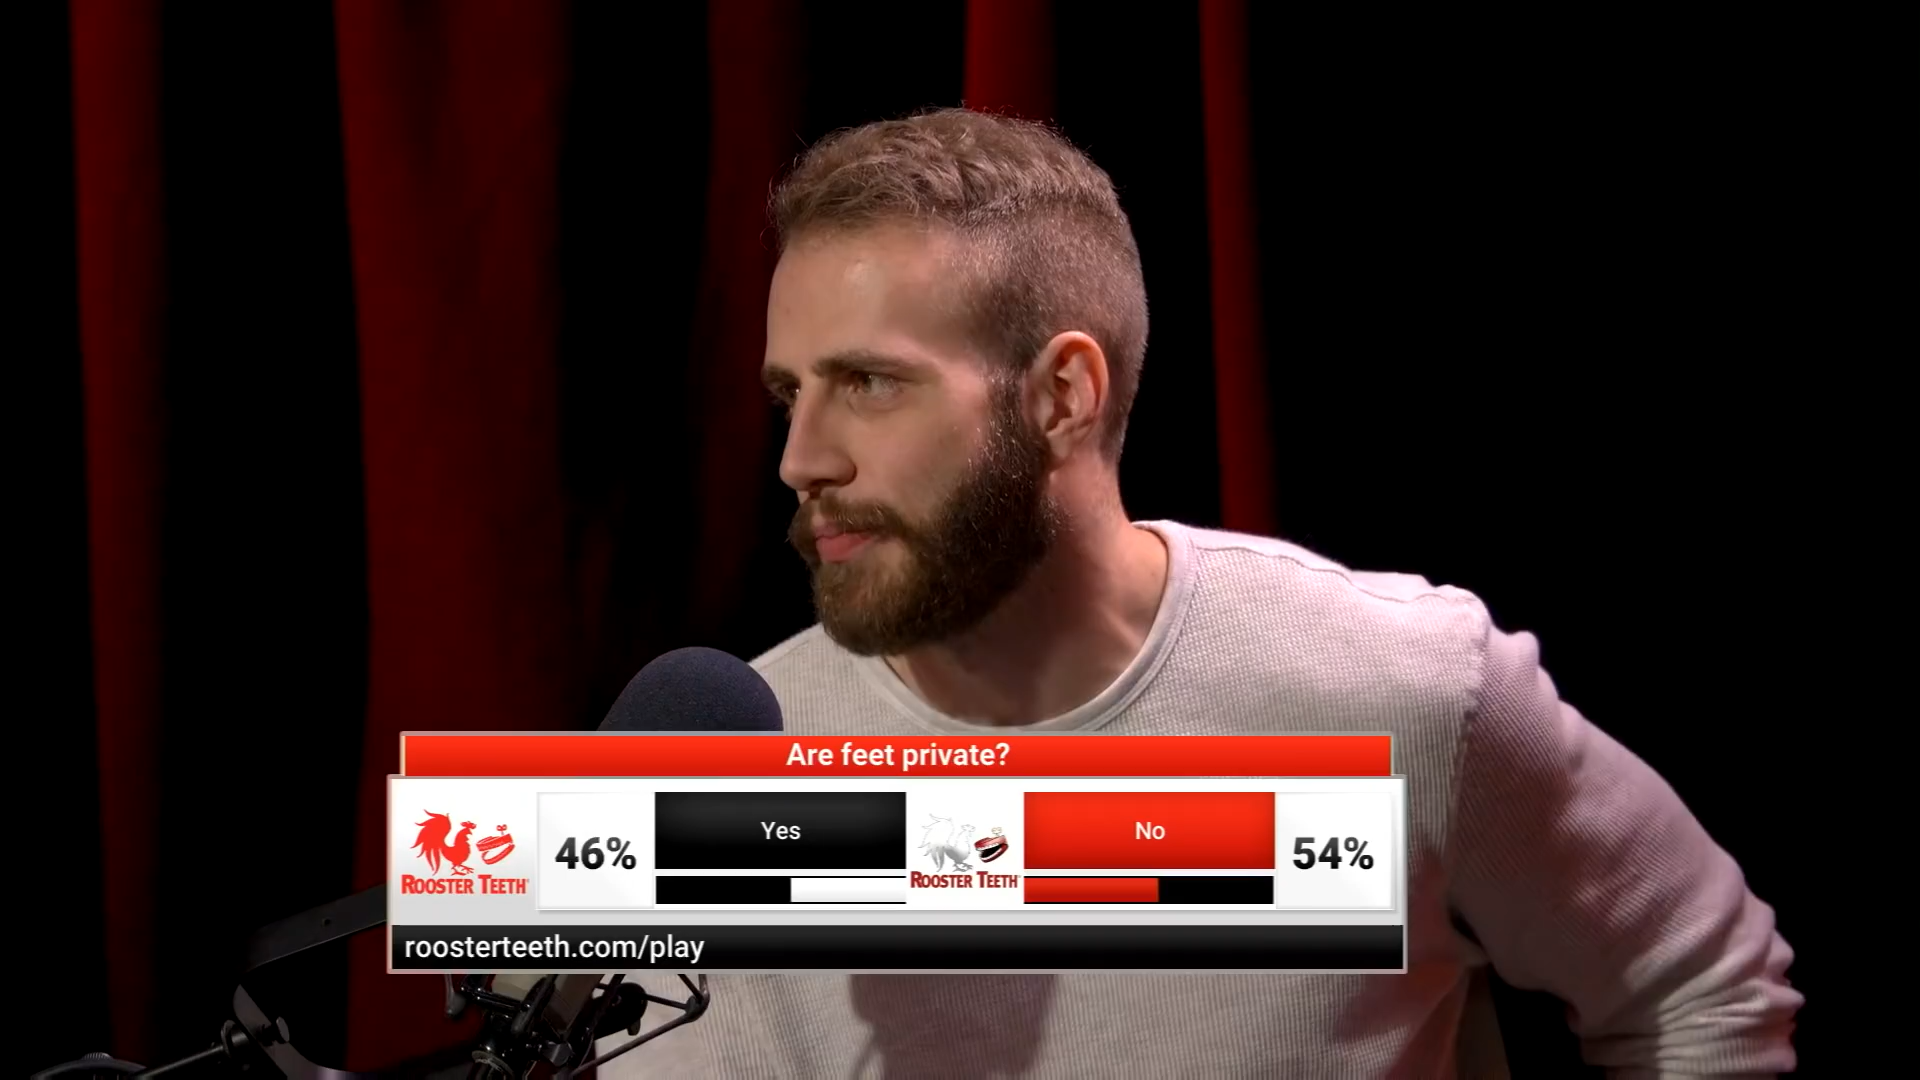 Are feet private?
ROOSTER TEETH
46%
Yes
ROOSTER TEETH
No
54%
roosterteeth.com/play